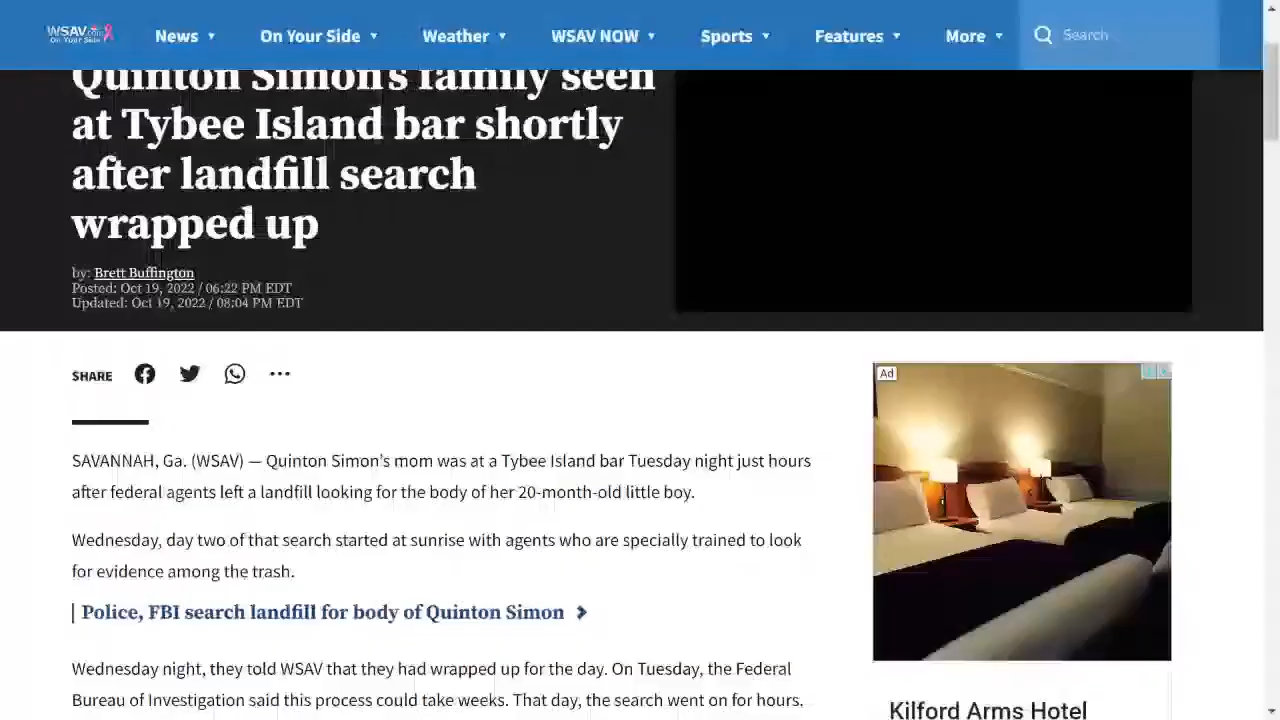 WSAV.com
On Your Side
News
On Your Side
Weather
WSAV NOW
Sports
Features
More
Search
Quinton Simon's family seen
at Tybee Island bar shortly
after landfill search
wrapped up
by: Brett Buffington
Posted: Oct 19, 2022 / 06:22 PM EDT
Updated: Oct 19, 2022 / 08:04 PM EDT
SHARE
Ad
SAVANNAH, Ga. (WSAV) — Quinton Simon’s mom was at a Tybee Island bar Tuesday night just hours
after federal agents left a landfill looking for the body of her 20-month-old little boy.
Wednesday, day two of that search started at sunrise with agents who are specially trained to look
for evidence among the trash.
Police, FBI search landfill for body of Quinton Simon
Wednesday night, they told WSAV that they had wrapped up for the day. On Tuesday, the Federal
Bureau of Investigation said this process could take weeks. That day, the search went on for hours.
Kilford Arms Hotel